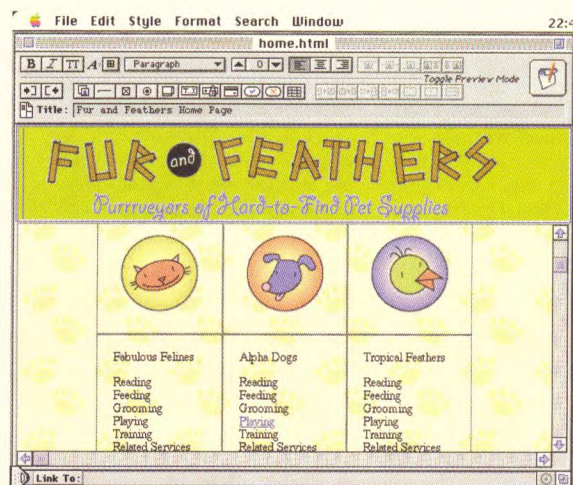 File Edit Style Format Search Window 22:4
home.html
B I TT A Paragraph 0
Toggle Preview Mode
Title: Fur and Feathers Home Page
FUR and FEATHERS
Purrrveyors of Hard-to-Find Pet Supplies
Fabulous Felines Alpha Dogs Tropical Feathers
Reading Reading Reading
Feeding Feeding Feeding
Grooming Grooming Grooming
Playing Playing Playing
Training Training Training
Related Services Related Services Related Services
Link To: